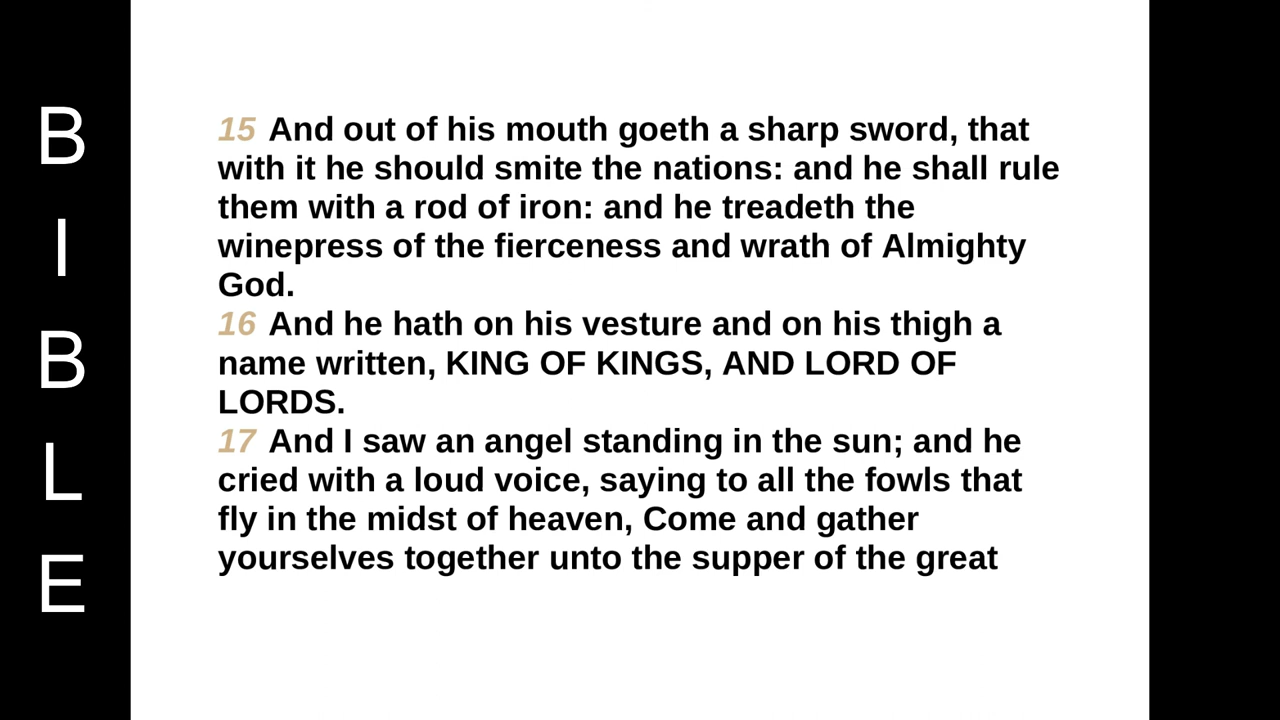 B
I
B
L
E
15 And out of his mouth goeth a sharp sword, that
with it he should smite the nations: and he shall rule
them with a rod of iron: and he treadeth the
winepress of the fierceness and wrath of Almighty
God.
16 And he hath on his vesture and on his thigh a
name written, KING OF KINGS, AND LORD OF
LORDS.
17 And I saw an angel standing in the sun; and he
cried with a loud voice, saying to all the fowls that
fly in the midst of heaven, Come and gather
yourselves together unto the supper of the great